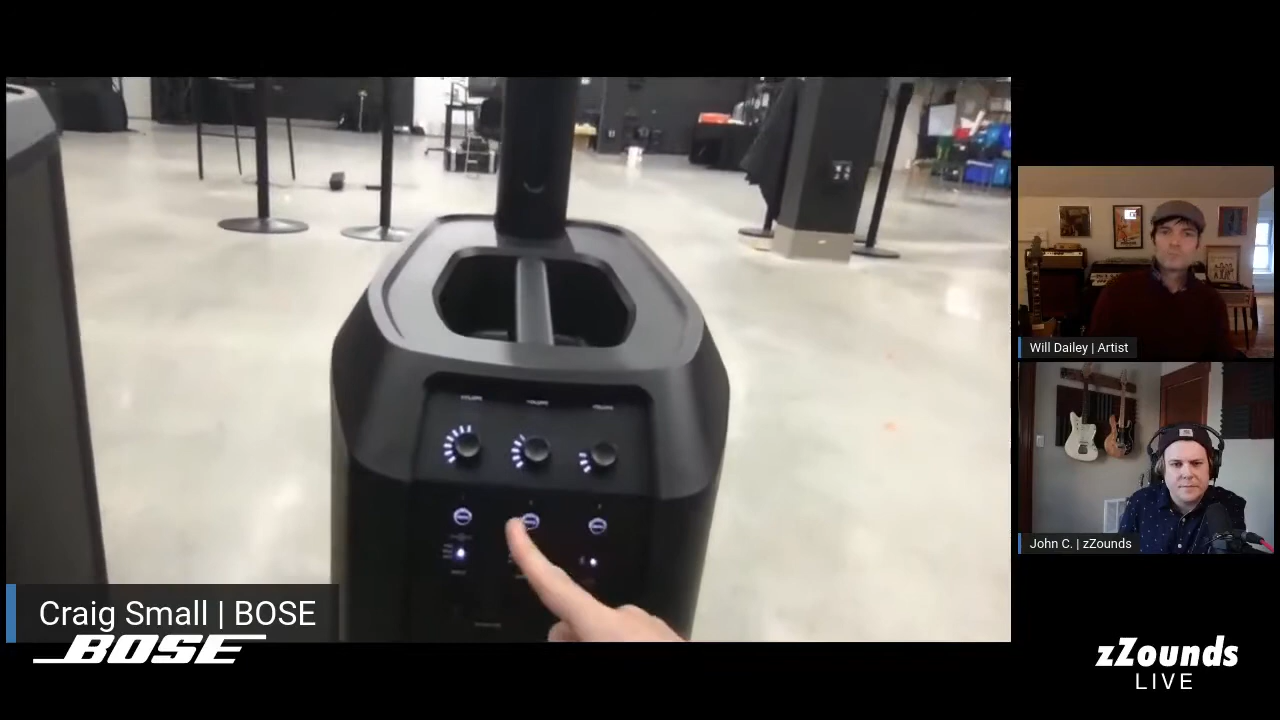 Craig Small | BOSE
BOSE
Will Dailey | Artist
John C. | zZounds
zZounds
LIVE